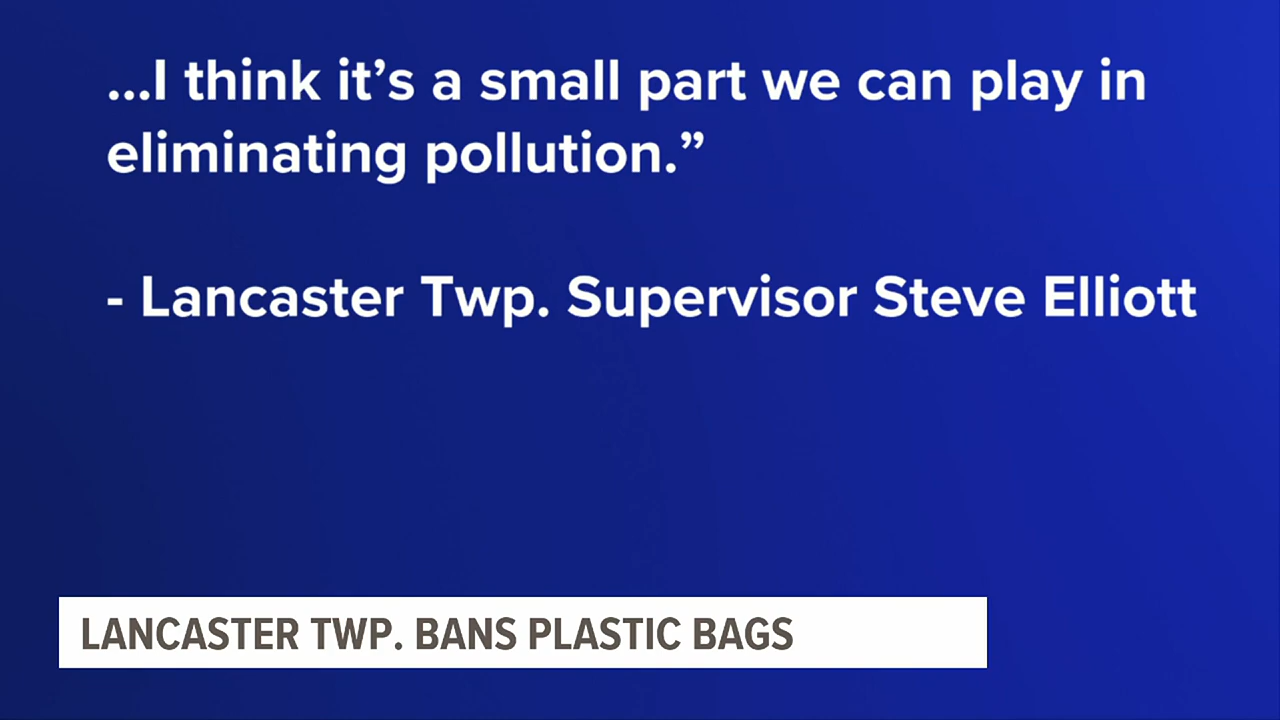 ...I think it’s a small part we can play in
eliminating pollution.”
- Lancaster Twp. Supervisor Steve Elliott
LANCASTER TWP. BANS PLASTIC BAGS